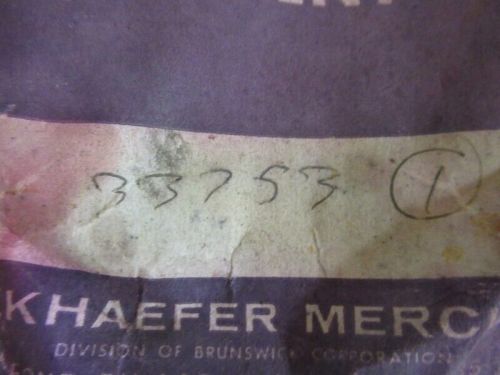 33753 1
KHAEFER MERC
DIVISION OF BRUNSWICK CORPORATION